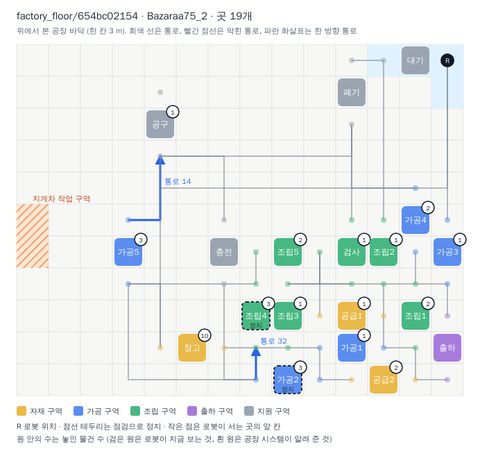 factory_floor/654bc02154 · Bazaraa75_2 · 곳 19개
위에서 본 공장 바닥 (한 칸 3 m). 회색 선은 통로, 빨간 점선은 막힌 통로, 파란 화살표는 한 방향 통로
대기
R
폐기
공구 1
통로 14
지게차 작업 구역
가공4 2
가공5 3
충전
조립5 2
검사 1
조립2 1
가공3 1
조립4 3
정지
조립3 1
공급1 1
조립1 2
통로 32
창고 10
가공1 1
출하
가공2 3
정지
공급2 2
자재 구역 가공 구역 조립 구역 출하 구역 지원 구역
R 로봇 위치 · 점선 테두리는 점검으로 정지 · 작은 점은 로봇이 서는 곳의 앞 칸
원 안의 수는 놓인 물건 수 (검은 원은 로봇이 지금 보는 것, 흰 원은 공장 시스템이 알려 준 것)